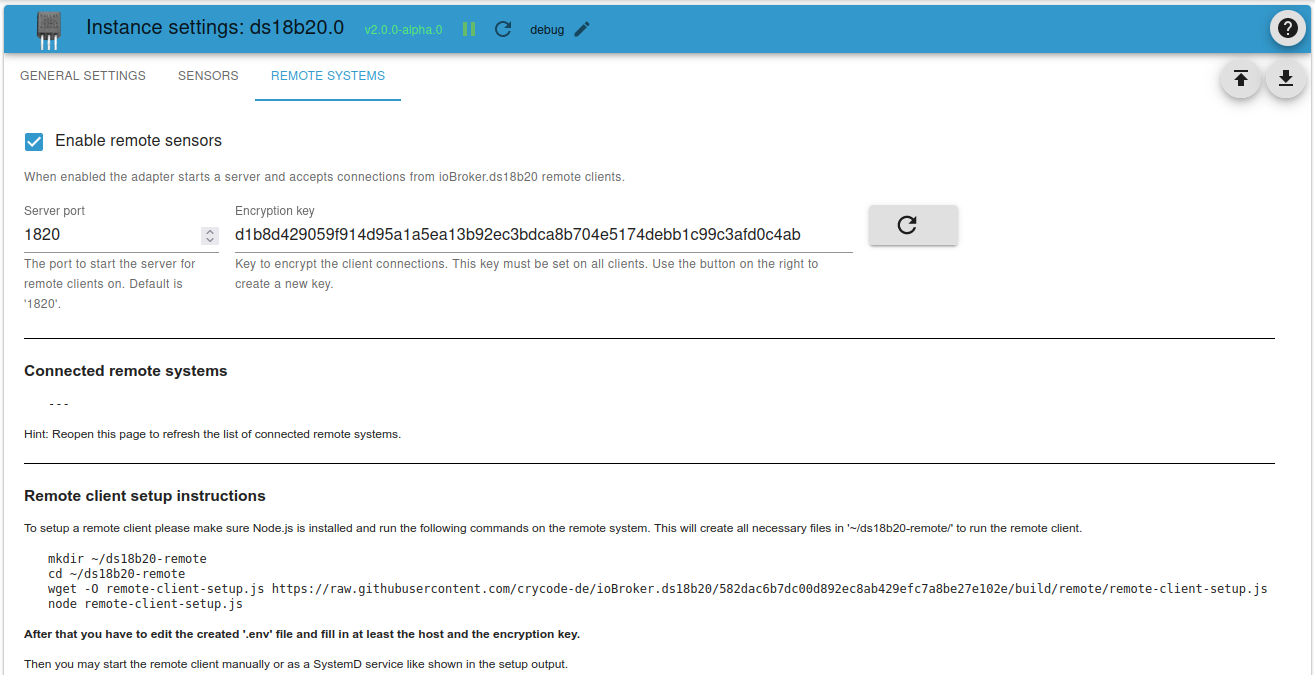 Instance settings: ds18b20.0 v2.0.0-alpha.0 debug
GENERAL SETTINGS SENSORS REMOTE SYSTEMS
Enable remote sensors
When enabled the adapter starts a server and accepts connections from ioBroker.ds18b20 remote clients.
Server port
1820
The port to start the server for
remote clients on. Default is
'1820'.
Encryption key
d1b8d429059f914d95a1a5ea13b92ec3bdca8b704e5174debb1c99c3afd0c4ab
Key to encrypt the client connections. This key must be set on all clients. Use the button on the right to
create a new key.
Connected remote systems
---
Hint: Reopen this page to refresh the list of connected remote systems.
Remote client setup instructions
To setup a remote client please make sure Node.js is installed and run the following commands on the remote system. This will create all necessary files in '~/ds18b20-remote/' to run the remote client.
mkdir ~/ds18b20-remote
cd ~/ds18b20-remote
wget -O remote-client-setup.js https://raw.githubusercontent.com/crycode-de/ioBroker.ds18b20/582dac6b7dc00d892ec8ab429efc7a8be27e102e/build/remote/remote-client-setup.js
node remote-client-setup.js
After that you have to edit the created '.env' file and fill in at least the host and the encryption key.
Then you may start the remote client manually or as a SystemD service like shown in the setup output.